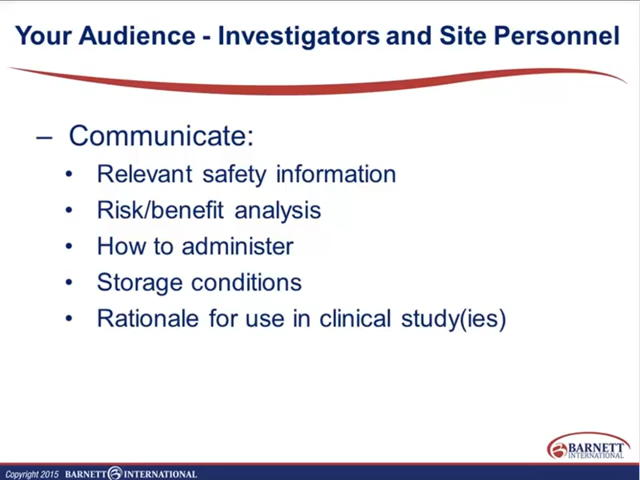 Your Audience - Investigators and Site Personnel
– Communicate:
• Relevant safety information
• Risk/benefit analysis
• How to administer
• Storage conditions
• Rationale for use in clinical study(ies)
BARNETT
INTERNATIONAL
Copyright 2015 BARNETT INTERNATIONAL